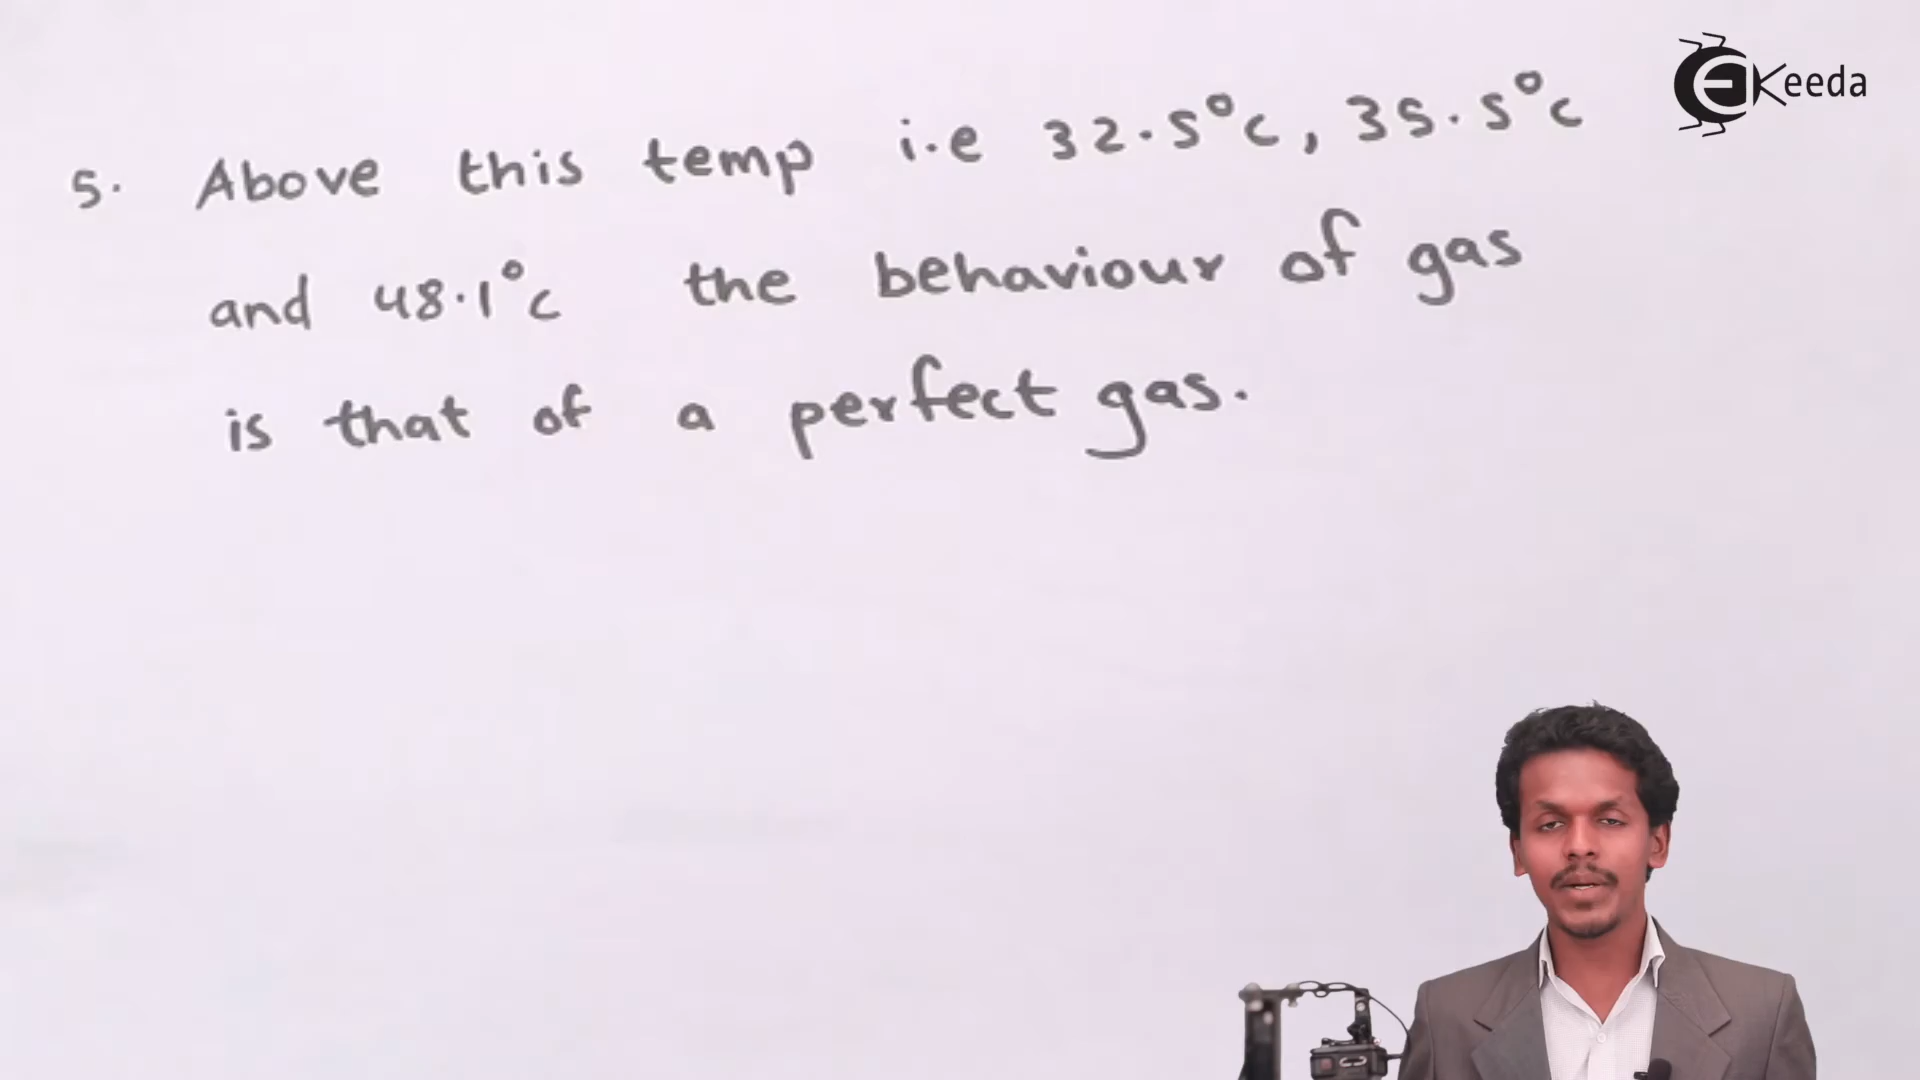 EKeeda
5. Above this temp i.e 32.5°c, 35.5°c
and 48.1°c the behaviour of gas
is that of a perfect gas.